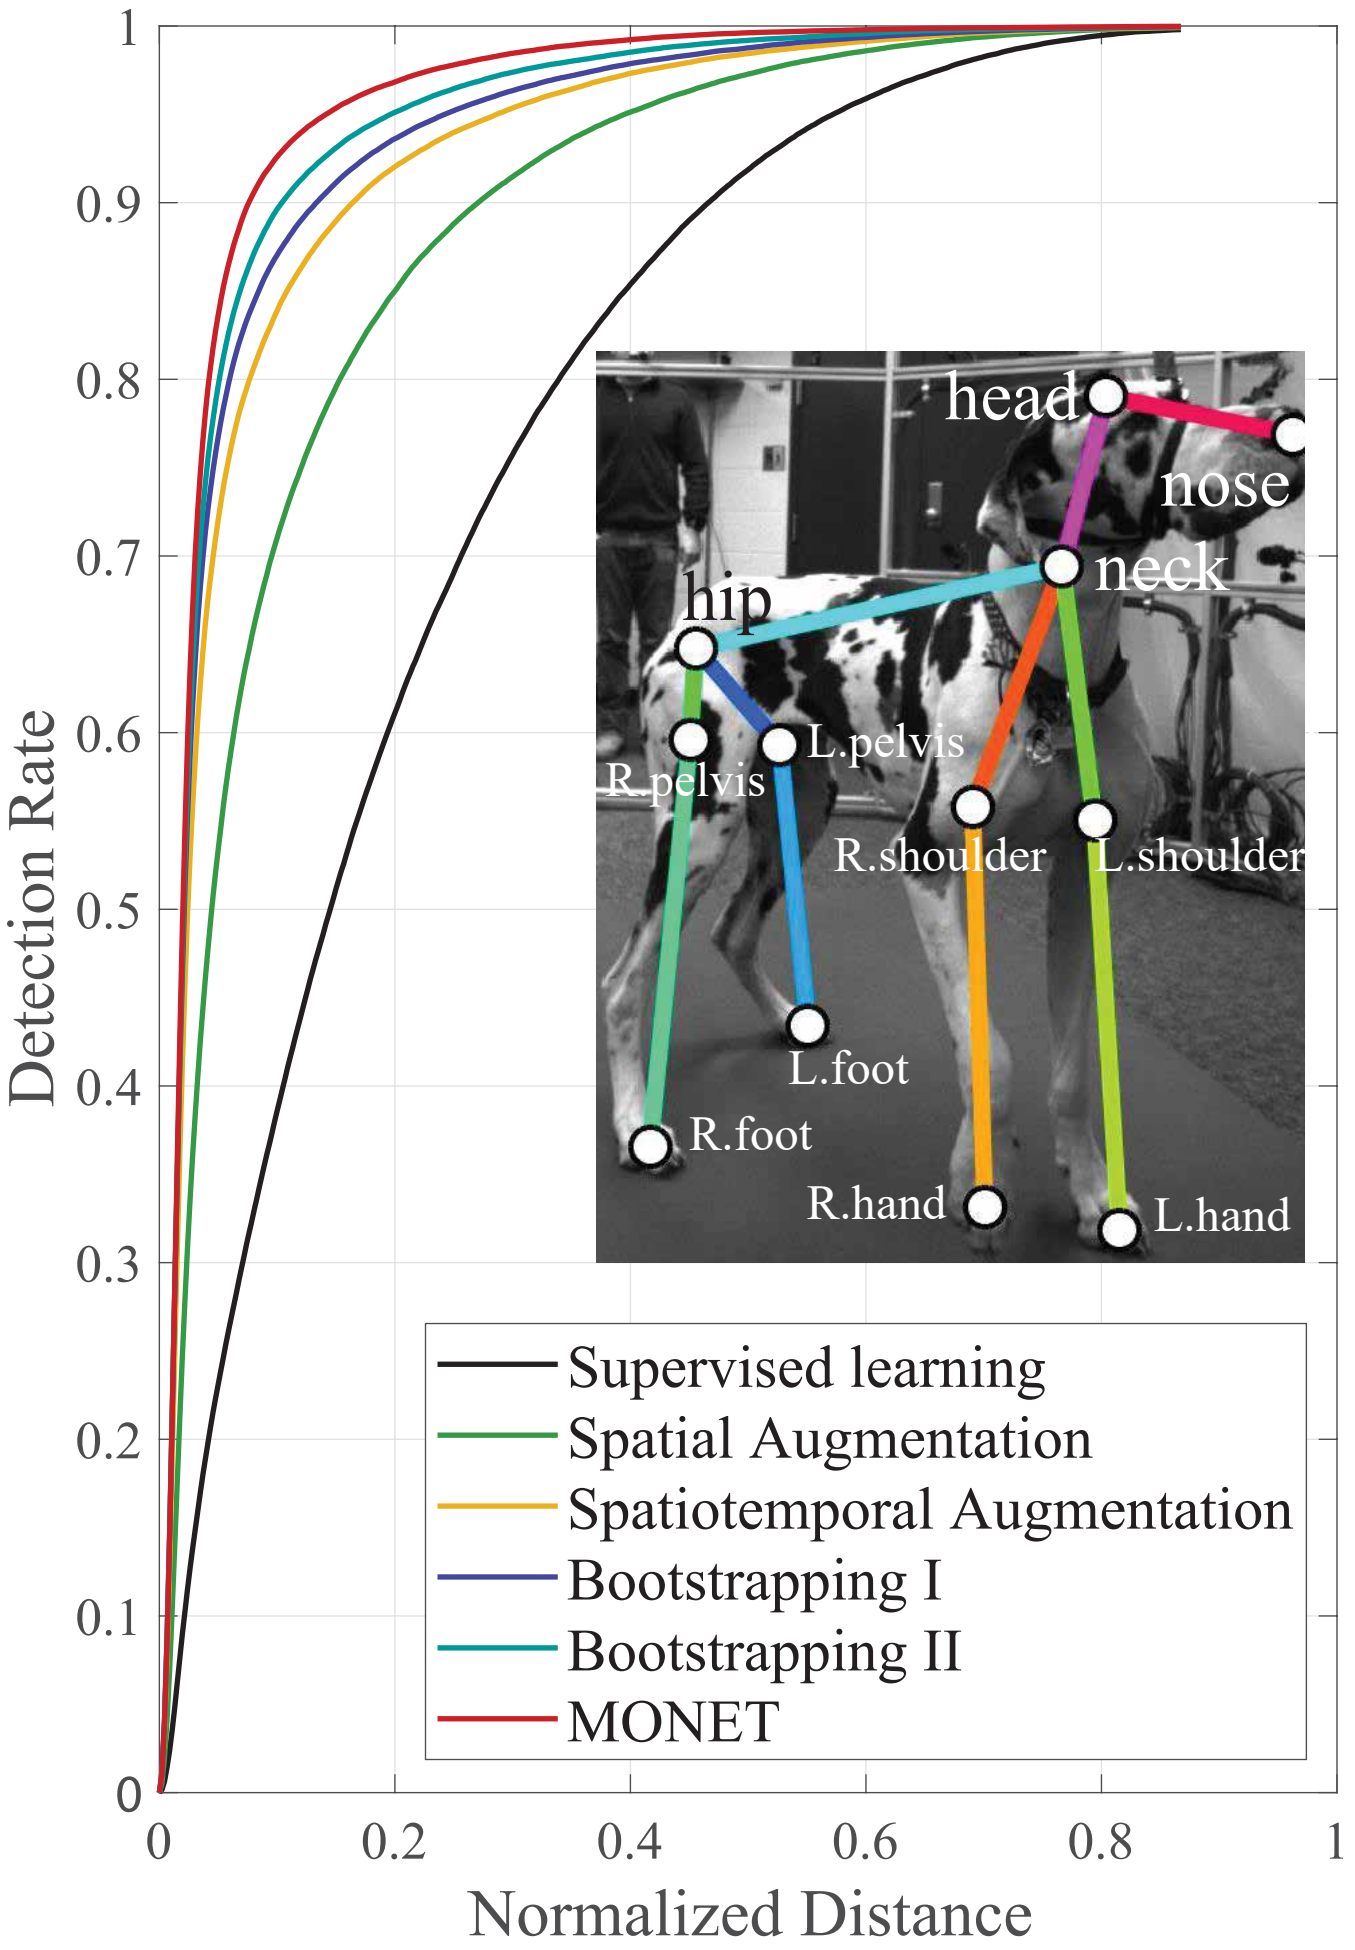 1
0.9
0.8
0.7
0.6
0.5
0.4
0.3
0.2
0.1
0
Detection Rate
0
0.2
0.4
0.6
0.8
1
Normalized Distance
head
nose
neck
hip
L.pelvis
R.pelvis
R.shoulder
L.shoulder
L.foot
R.foot
R.hand
L.hand
Supervised learning
Spatial Augmentation
Spatiotemporal Augmentation
Bootstrapping I
Bootstrapping II
MONET